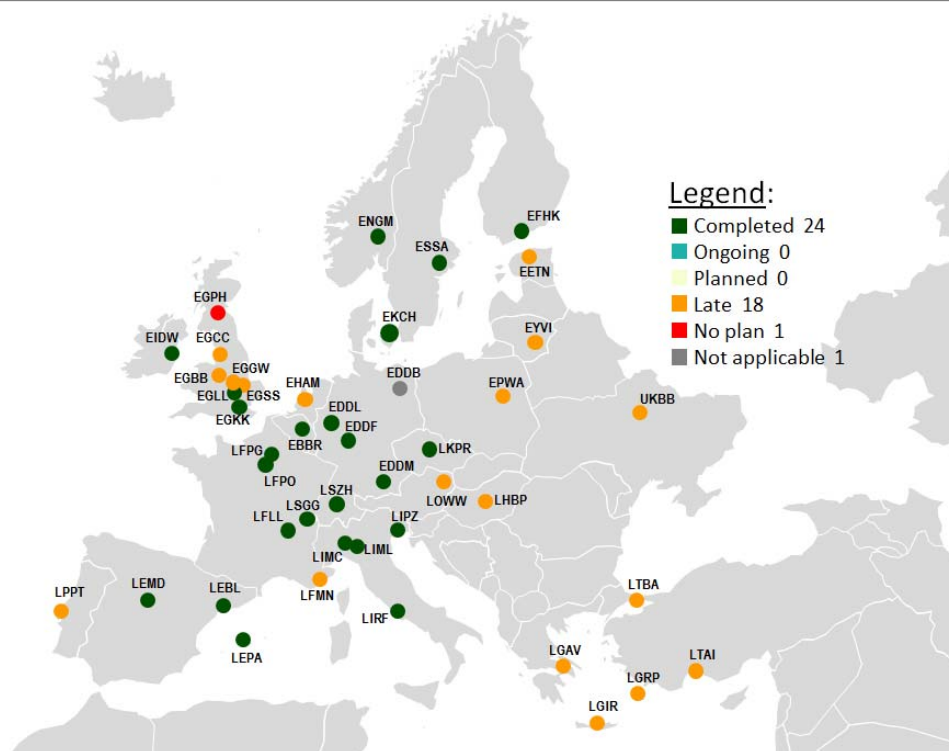 Legend:
Completed 24
Ongoing 0
Planned 0
Late 18
No plan 1
Not applicable 1
EFHK
ENGM
ESSA
EETN
EGPH
EKCH
EYVI
EIDW
EGCC
EGGW
EDDB
EGBB
EHAM
EPWA
EGLL
EGSS
UKBB
EDDL
EGKK
EDDF
EBBR
LFPG
LKPR
EDDM
LFPO
LSZH
LOWW
LHBP
LSGG
LFLL
LIPZ
LIMC
LIML
LEMD
LTBA
LEBL
LPPT
LFMN
LIRF
LGAV
LTAI
LEPA
LGRP
LGIR